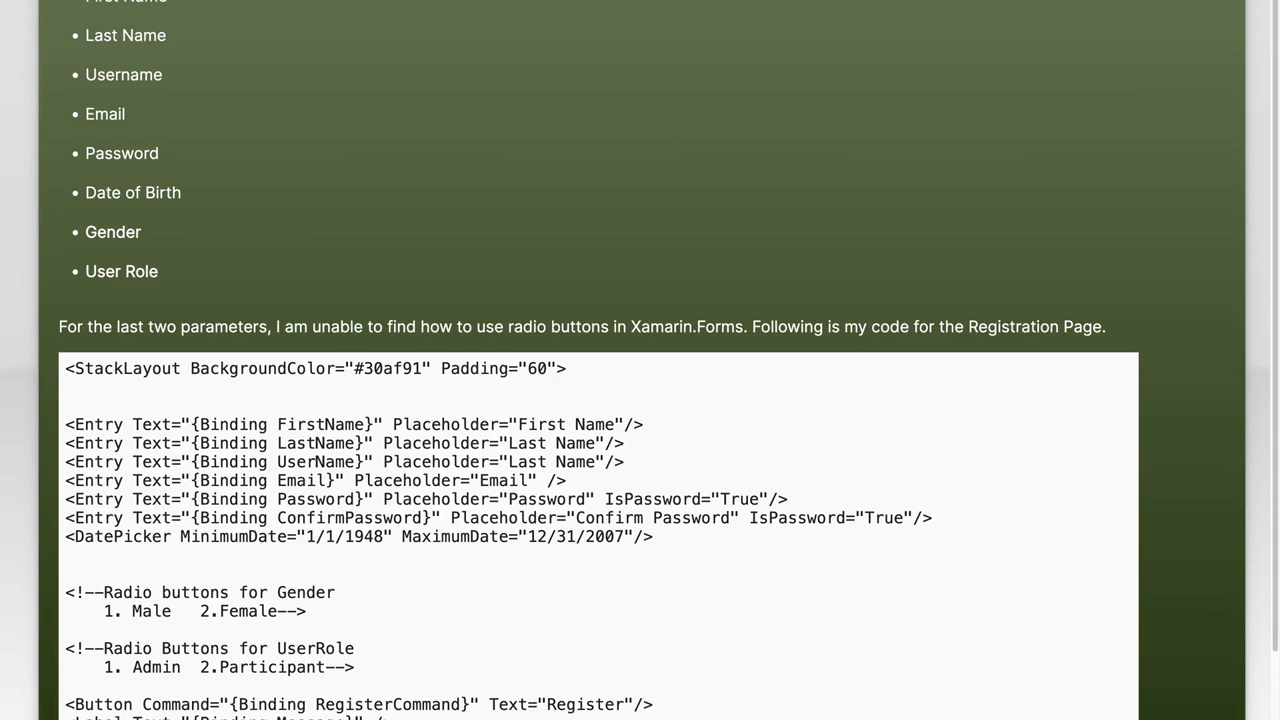 First Name
• Last Name
• Username
• Email
• Password
• Date of Birth
• Gender
• User Role
For the last two parameters, I am unable to find how to use radio buttons in Xamarin.Forms. Following is my code for the Registration Page.
<StackLayout BackgroundColor="#30af91" Padding="60">
<Entry Text="{Binding FirstName}" Placeholder="First Name"/>
<Entry Text="{Binding LastName}" Placeholder="Last Name"/>
<Entry Text="{Binding UserName}" Placeholder="Last Name"/>
<Entry Text="{Binding Email}" Placeholder="Email" />
<Entry Text="{Binding Password}" Placeholder="Password" IsPassword="True"/>
<Entry Text="{Binding ConfirmPassword}" Placeholder="Confirm Password" IsPassword="True"/>
<DatePicker MinimumDate="1/1/1948" MaximumDate="12/31/2007"/>
<!--Radio buttons for Gender
1. Male   2.Female-->
<!--Radio Buttons for UserRole
1. Admin  2.Participant-->
<Button Command="{Binding RegisterCommand}" Text="Register"/>
<Label Text="{Binding Message}" />